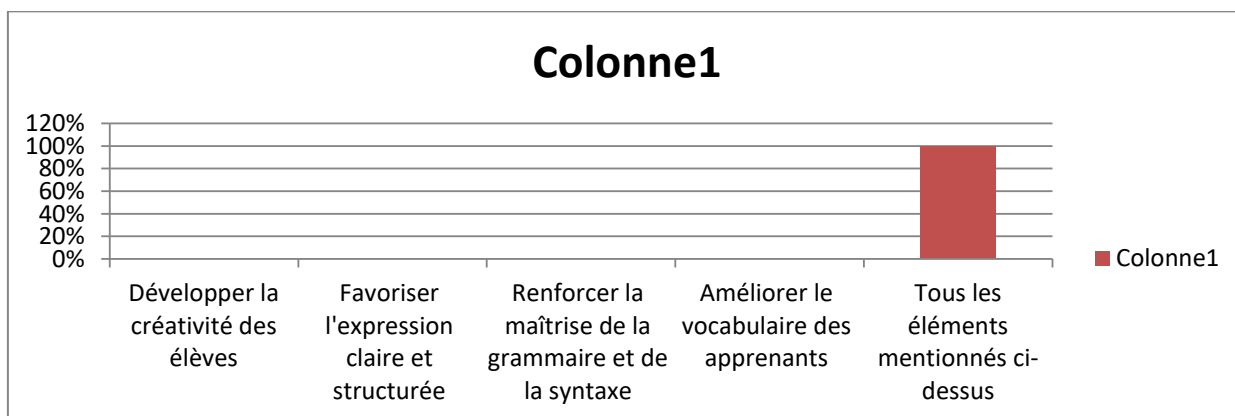 Colonne1
120%
100%
80%
60%
40%
20%
0%
Développer la
créativité des
élèves
Favoriser
l'expression
claire et
structurée
Renforcer la
maîtrise de la
grammaire et de
la syntaxe
Améliorer le
vocabulaire des
apprenants
Tous les
éléments
mentionnés ci-
dessus
Colonne1